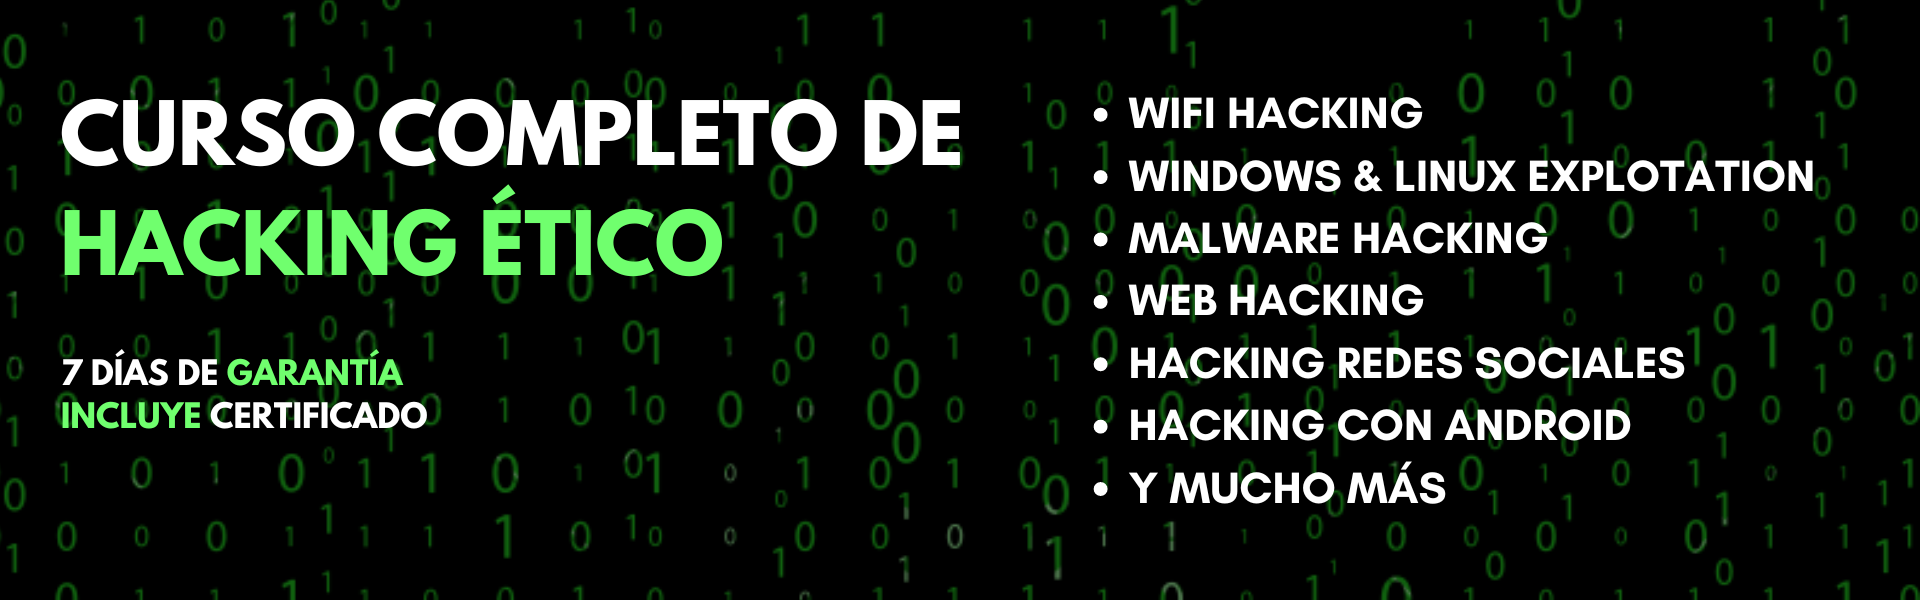 CURSO COMPLETO DE
HACKING ÉTICO
7 DÍAS DE GARANTÍA
INCLUYE CERTIFICADO
• WIFI HACKING
• WINDOWS & LINUX EXPLOTATION
• MALWARE HACKING
• WEB HACKING
• HACKING REDES SOCIALES
• HACKING CON ANDROID
• Y MUCHO MÁS